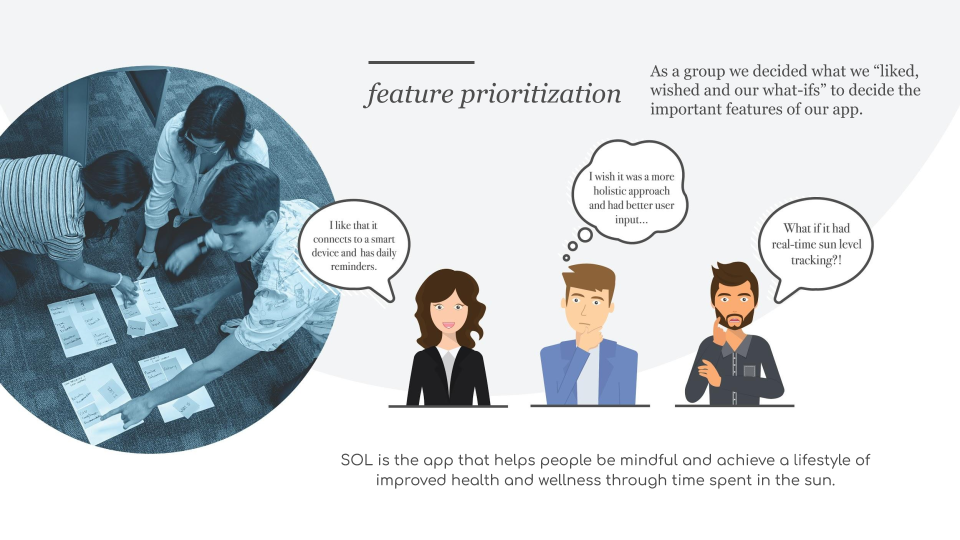 feature prioritization
As a group we decided what we “liked,
wished and our what-ifs” to decide the
important features of our app.
I like that it
connects to a smart
device and has daily
reminders.
I wish it was a more
holistic approach
and had better user
input...
What if it had
real-time sun level
tracking?!
SOL is the app that helps people be mindful and achieve a lifestyle of
improved health and wellness through time spent in the sun.